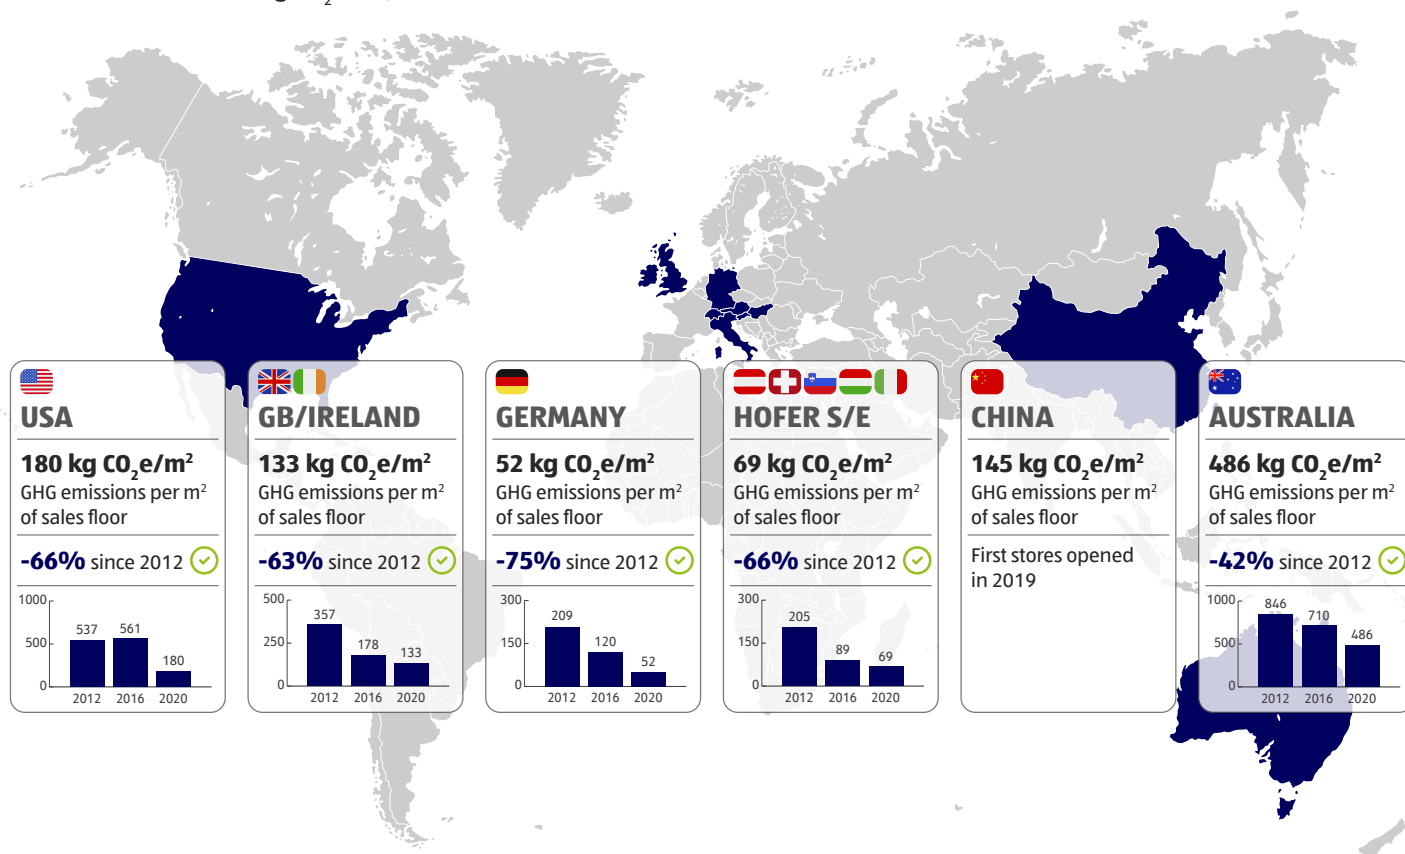 USA
180 kg CO2e/m²
GHG emissions per m²
of sales floor
-66% since 2012
1000
500
0
537
561
180
2012 2016 2020
GB/IRELAND
133 kg CO2e/m²
GHG emissions per m²
of sales floor
-63% since 2012
500
250
0
357
178
133
2012 2016 2020
GERMANY
52 kg CO2e/m²
GHG emissions per m²
of sales floor
-75% since 2012
300
150
0
209
120
52
2012 2016 2020
HOFER S/E
69 kg CO2e/m²
GHG emissions per m²
of sales floor
-66% since 2012
300
150
0
205
89
69
2012 2016 2020
CHINA
145 kg CO2e/m²
GHG emissions per m²
of sales floor
First stores opened
in 2019
AUSTRALIA
486 kg CO2e/m²
GHG emissions per m²
of sales floor
-42% since 2012
1000
500
0
846
710
486
2012 2016 2020